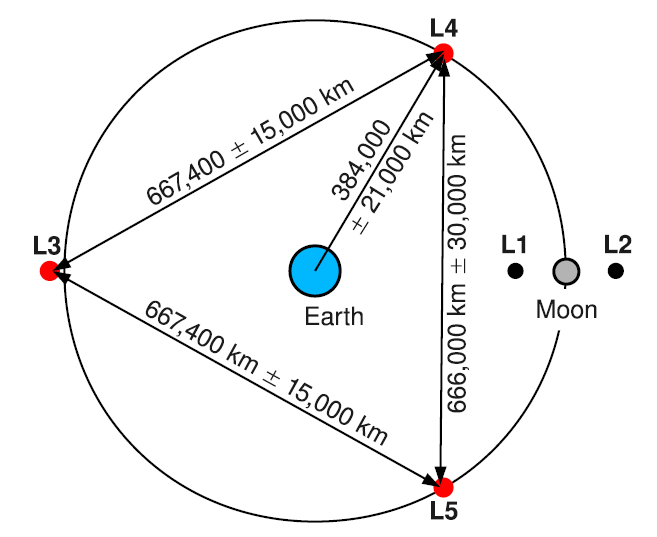 L4
667,400 ± 15,000 km
384,000
± 21,000 km
666,000 km ± 30,000 km
L3
L1
L2
Earth
Moon
667,400 km ± 15,000 km
L5